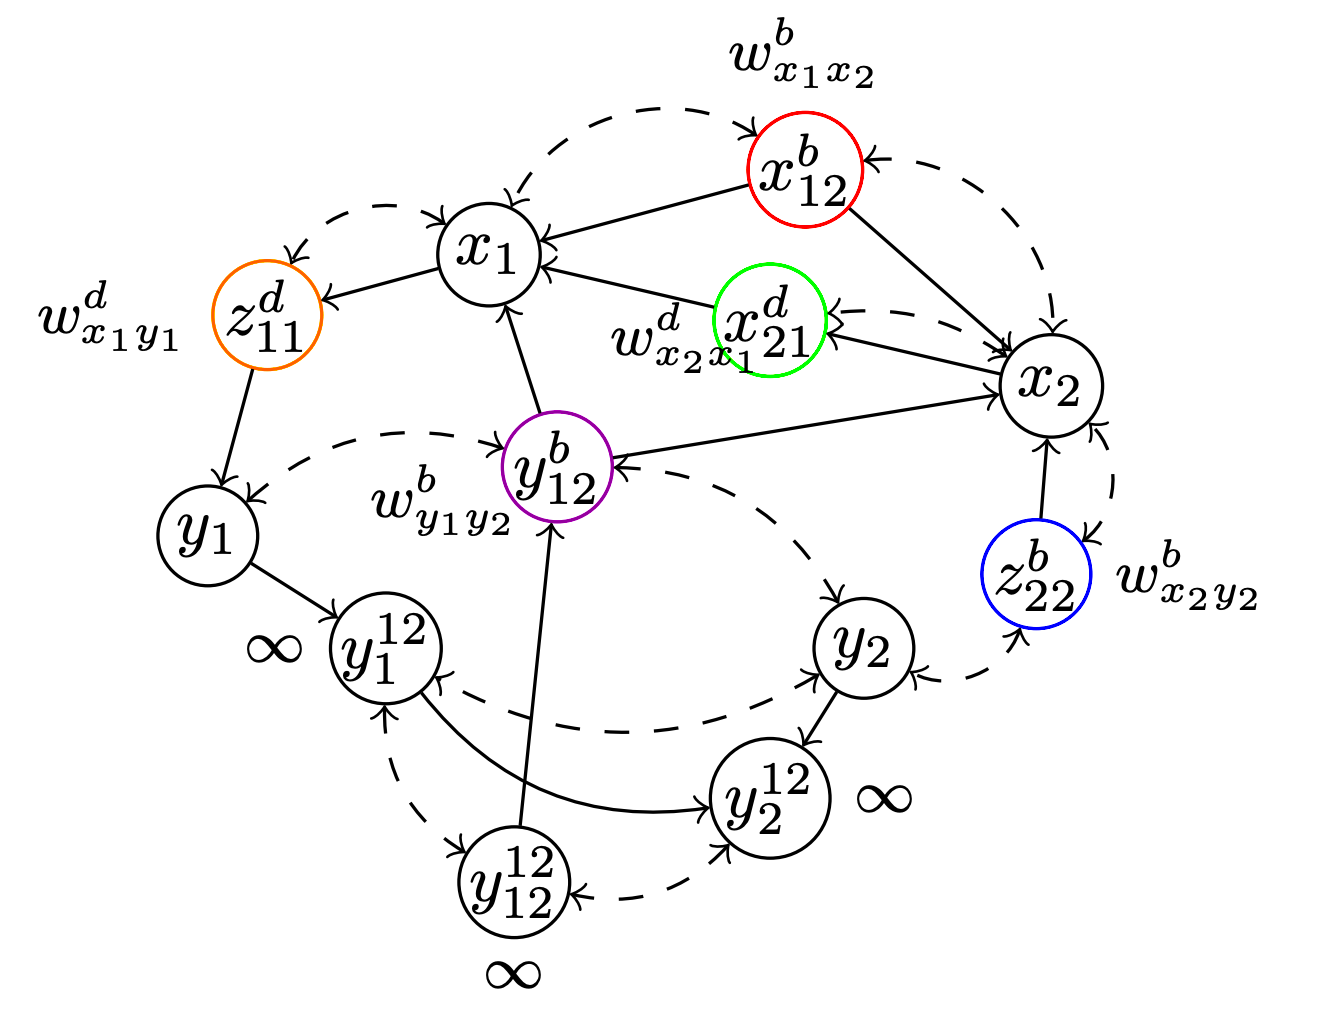 w^b_{x_1x_2}
x^b_{12}
x_1
w^d_{x_1y_1}
z^d_{11}
w^d_{x_2x_1}
x^d_{21}
x_2
y^b_{12}
w^b_{y_1y_2}
y_1
z^b_{22}
w^b_{x_2y_2}
∞
y^{12}_1
y_2
y^{12}_2
∞
y^{12}_{12}
∞